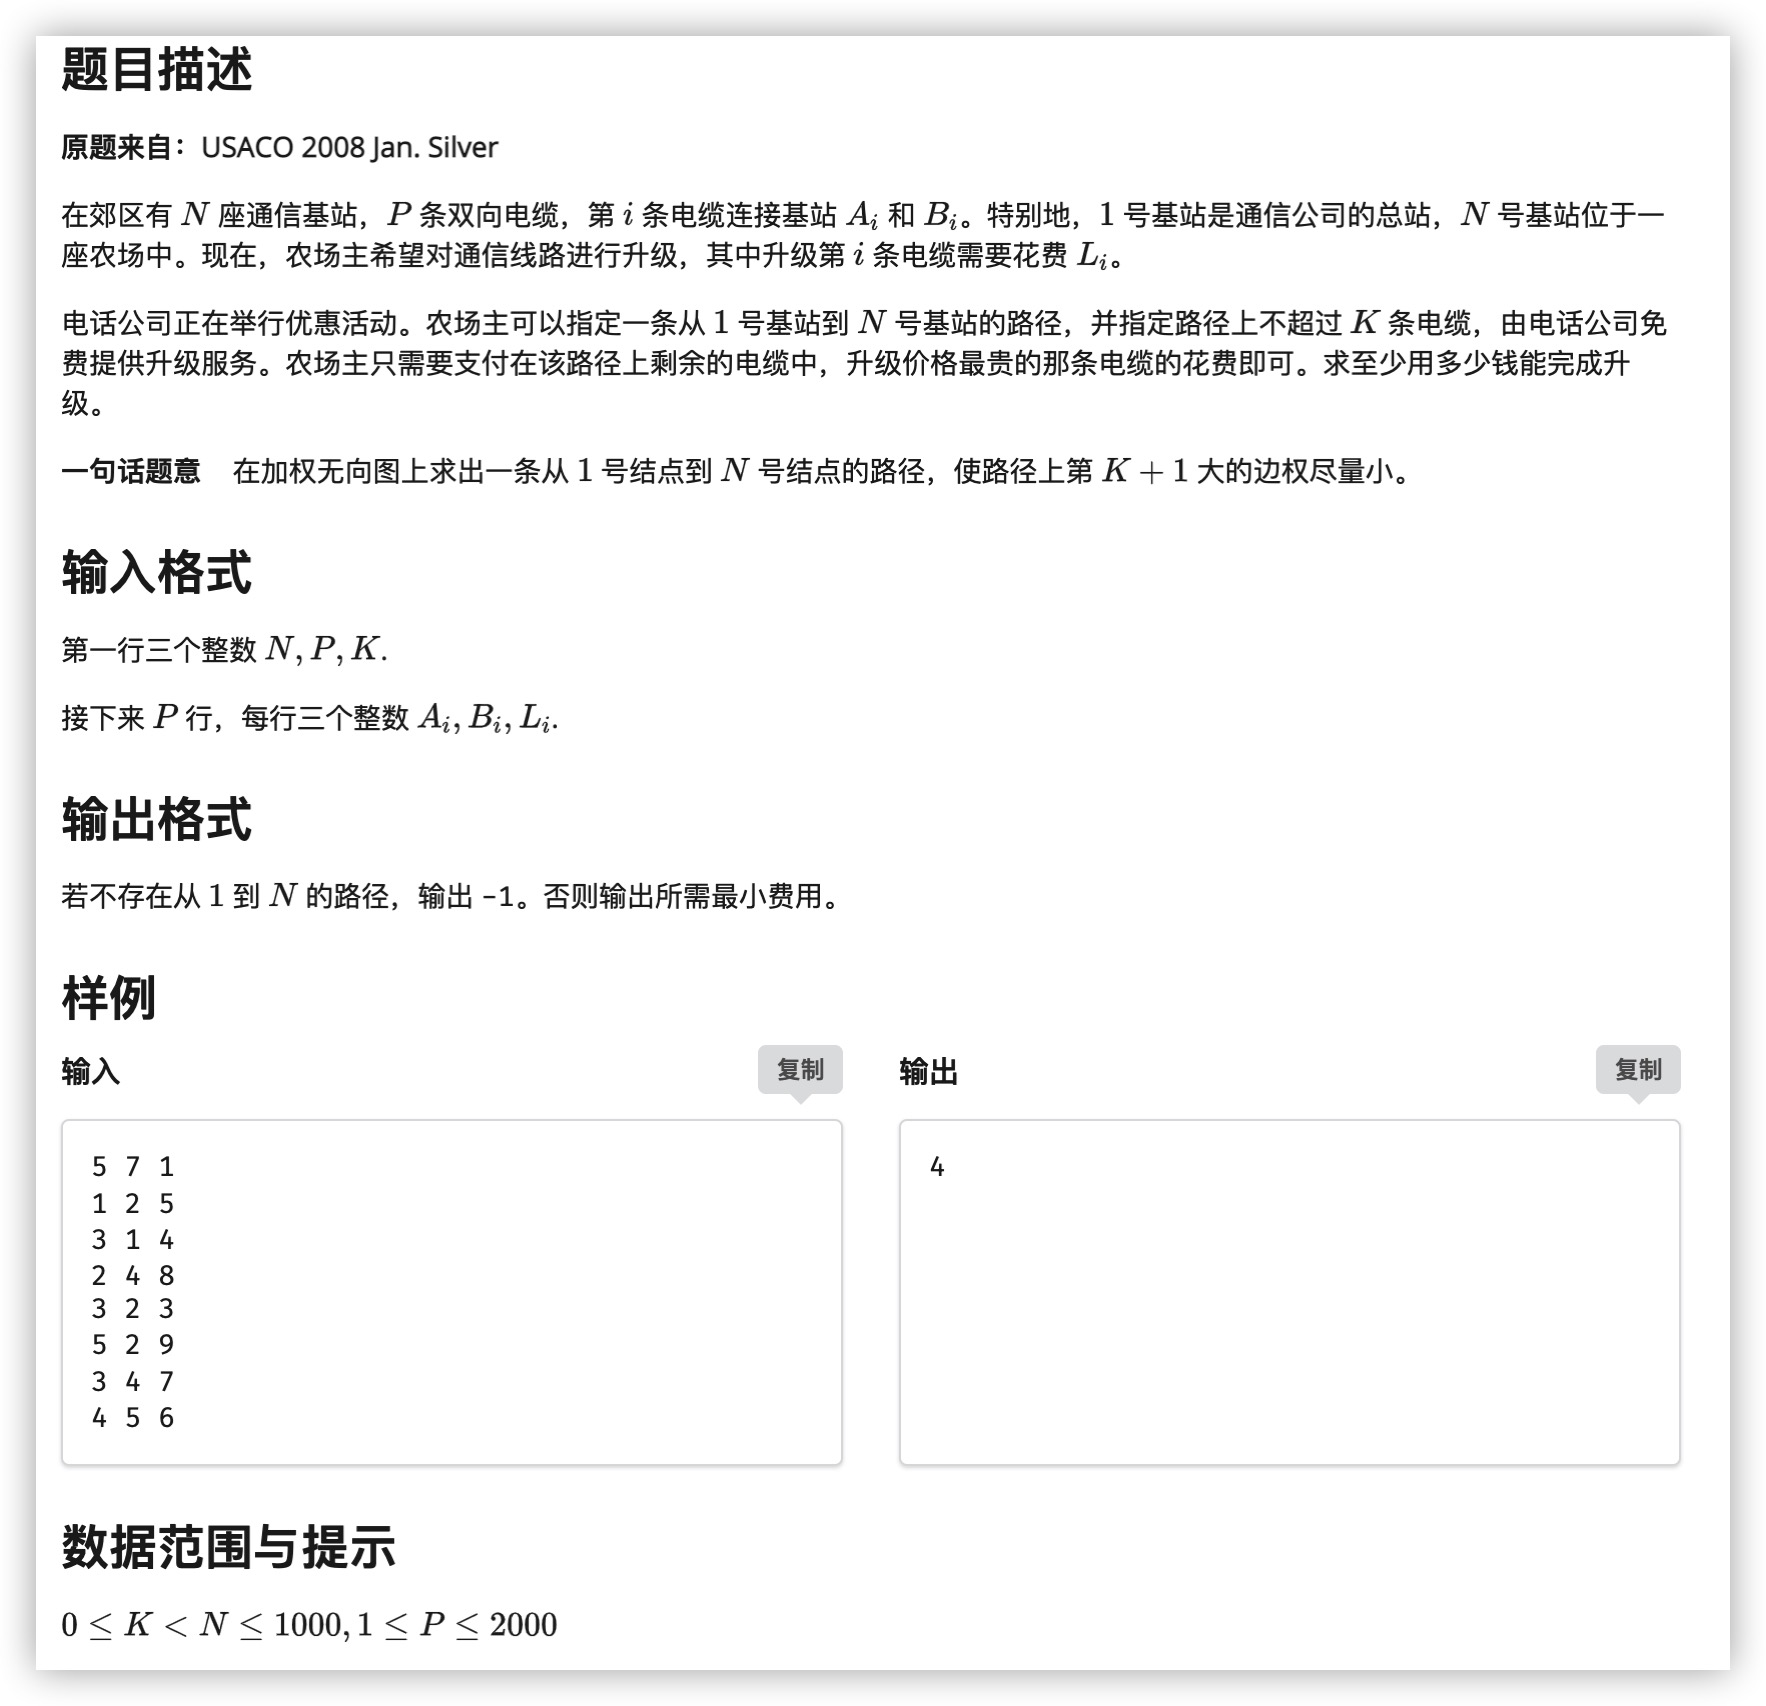 题目描述
原题来自：USACO 2008 Jan. Silver
在郊区有 N 座通信基站，P 条双向电缆，第 i 条电缆连接基站 A_i 和 B_i。特别地，1 号基站是通信公司的总站，N 号基站位于一
座农场中。现在，农场主希望对通信线路进行升级，其中升级第 i 条电缆需要花费 L_i。
电话公司正在举行优惠活动。农场主可以指定一条从 1 号基站到 N 号基站的路径，并指定路径上不超过 K 条电缆，由电话公司免
费提供升级服务。农场主只需要支付在该路径上剩余的电缆中，升级价格最贵的那条电缆的花费即可。求至少用多少钱能完成升
级。
一句话题意 在加权无向图上求出一条从 1 号结点到 N 号结点的路径，使路径上第 K + 1 大的边权尽量小。
输入格式
第一行三个整数 N, P, K.
接下来 P 行，每行三个整数 A_i, B_i, L_i.
输出格式
若不存在从 1 到 N 的路径，输出 -1。否则输出所需最小费用。
样例
输入 复制 输出 复制
5 7 1
1 2 5
3 1 4
2 4 8
3 2 3
5 2 9
3 4 7
4 5 6
4
数据范围与提示
0 ≤ K < N ≤ 1000, 1 ≤ P ≤ 2000